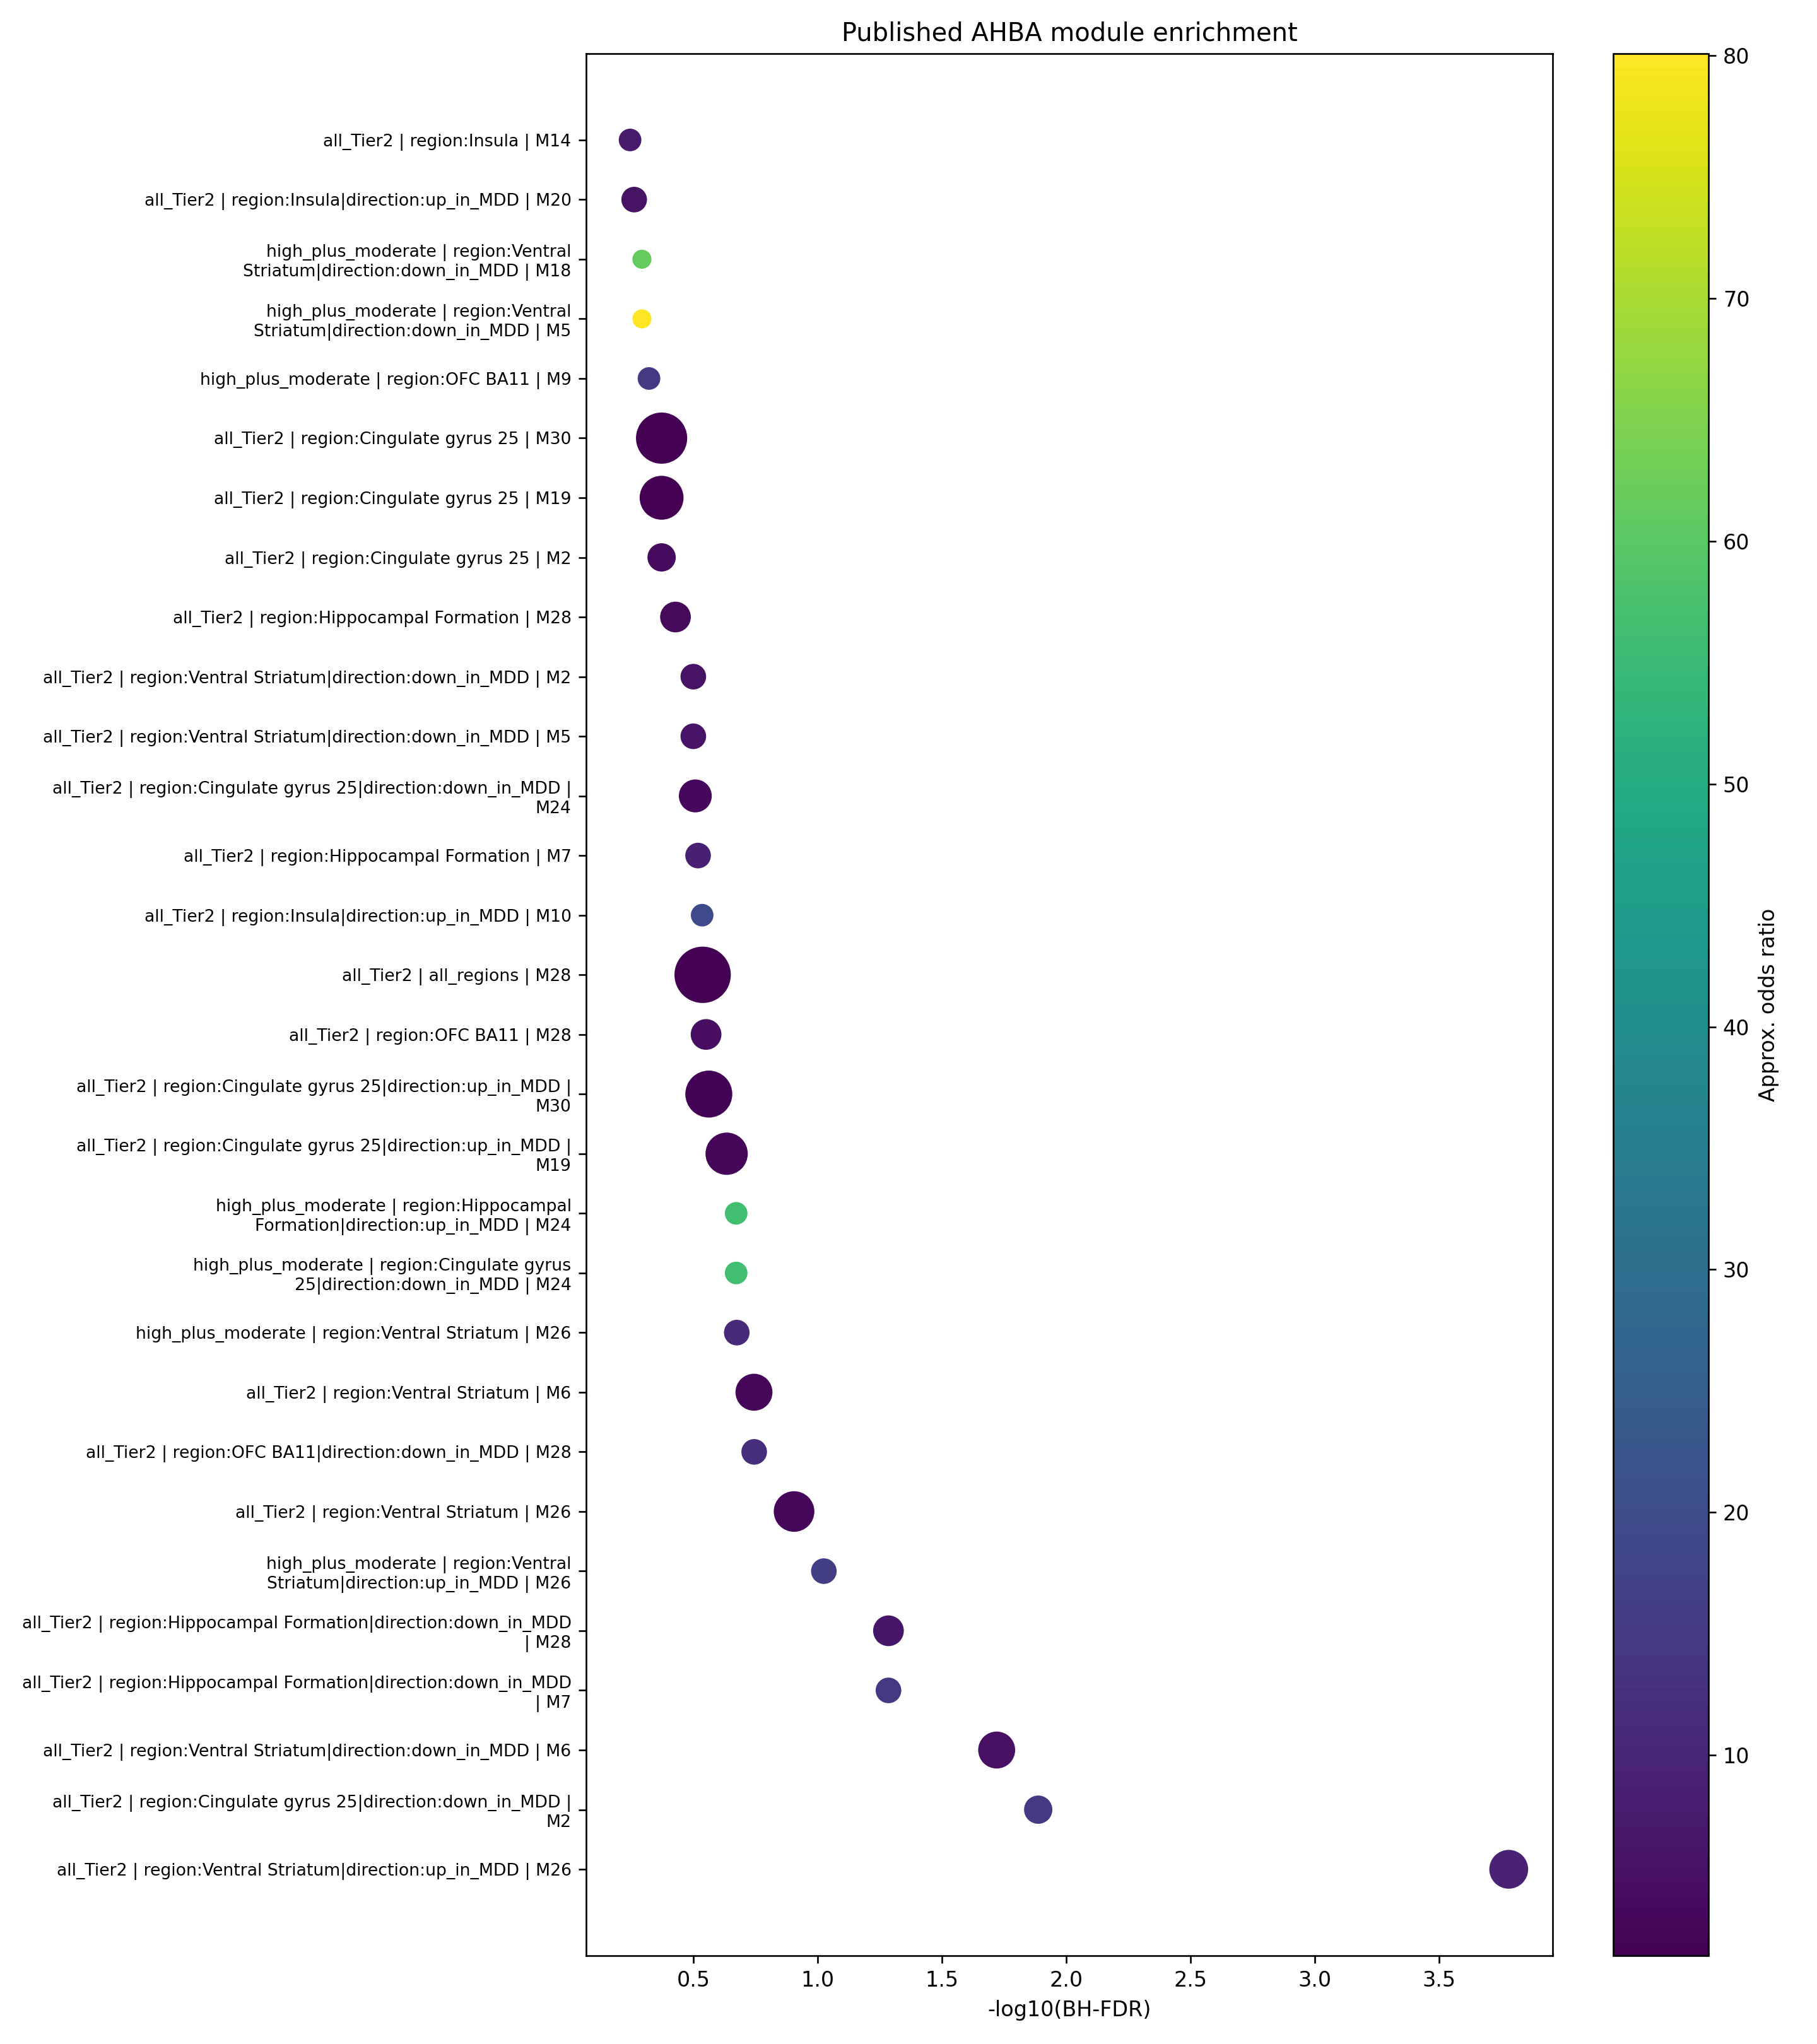 Published AHBA module enrichment
all_Tier2 | region:Insula | M14
all_Tier2 | region:Insula|direction:up_in_MDD | M20
high_plus_moderate | region:Ventral
Striatum|direction:down_in_MDD | M18
high_plus_moderate | region:Ventral
Striatum|direction:down_in_MDD | M5
high_plus_moderate | region:OFC BA11 | M9
all_Tier2 | region:Cingulate gyrus 25 | M30
all_Tier2 | region:Cingulate gyrus 25 | M19
all_Tier2 | region:Cingulate gyrus 25 | M2
all_Tier2 | region:Hippocampal Formation | M28
all_Tier2 | region:Ventral Striatum|direction:down_in_MDD | M2
all_Tier2 | region:Ventral Striatum|direction:down_in_MDD | M5
all_Tier2 | region:Cingulate gyrus 25|direction:down_in_MDD |
M24
all_Tier2 | region:Hippocampal Formation | M7
all_Tier2 | region:Insula|direction:up_in_MDD | M10
all_Tier2 | all_regions | M28
all_Tier2 | region:OFC BA11 | M28
all_Tier2 | region:Cingulate gyrus 25|direction:up_in_MDD |
M30
all_Tier2 | region:Cingulate gyrus 25|direction:up_in_MDD |
M19
high_plus_moderate | region:Hippocampal
Formation|direction:up_in_MDD | M24
high_plus_moderate | region:Cingulate gyrus
25|direction:down_in_MDD | M24
high_plus_moderate | region:Ventral Striatum | M26
all_Tier2 | region:Ventral Striatum | M6
all_Tier2 | region:OFC BA11|direction:down_in_MDD | M28
all_Tier2 | region:Ventral Striatum | M26
high_plus_moderate | region:Ventral
Striatum|direction:up_in_MDD | M26
all_Tier2 | region:Hippocampal Formation|direction:down_in_MDD
| M28
all_Tier2 | region:Hippocampal Formation|direction:down_in_MDD
| M7
all_Tier2 | region:Ventral Striatum|direction:down_in_MDD | M6
all_Tier2 | region:Cingulate gyrus 25|direction:down_in_MDD |
M2
all_Tier2 | region:Ventral Striatum|direction:up_in_MDD | M26
0.5 1.0 1.5 2.0 2.5 3.0 3.5
-log10(BH-FDR)
80
70
60
50
40
30
20
10
Approx. odds ratio